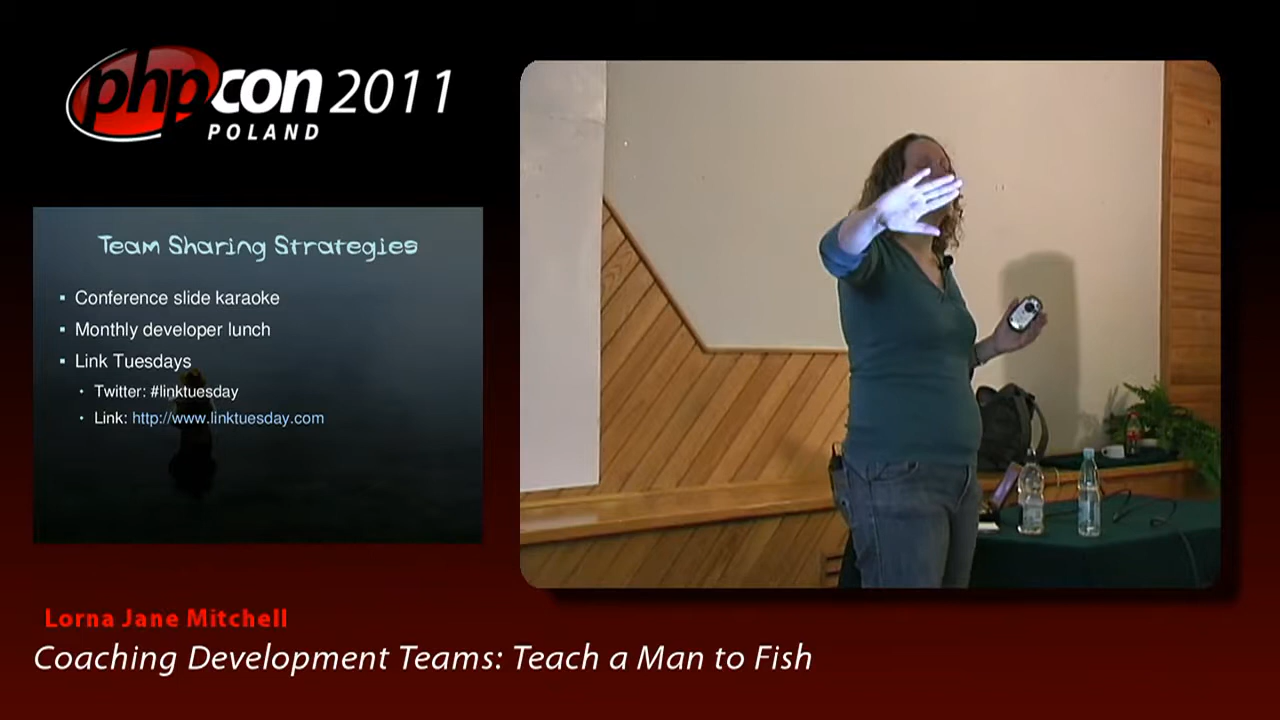 phpcon 2011
POLAND
Team Sharing Strategies
Conference slide karaoke
Monthly developer lunch
Link Tuesdays
Twitter: #linktuesday
Link: http://www.linktuesday.com
Lorna Jane Mitchell
Coaching Development Teams: Teach a Man to Fish